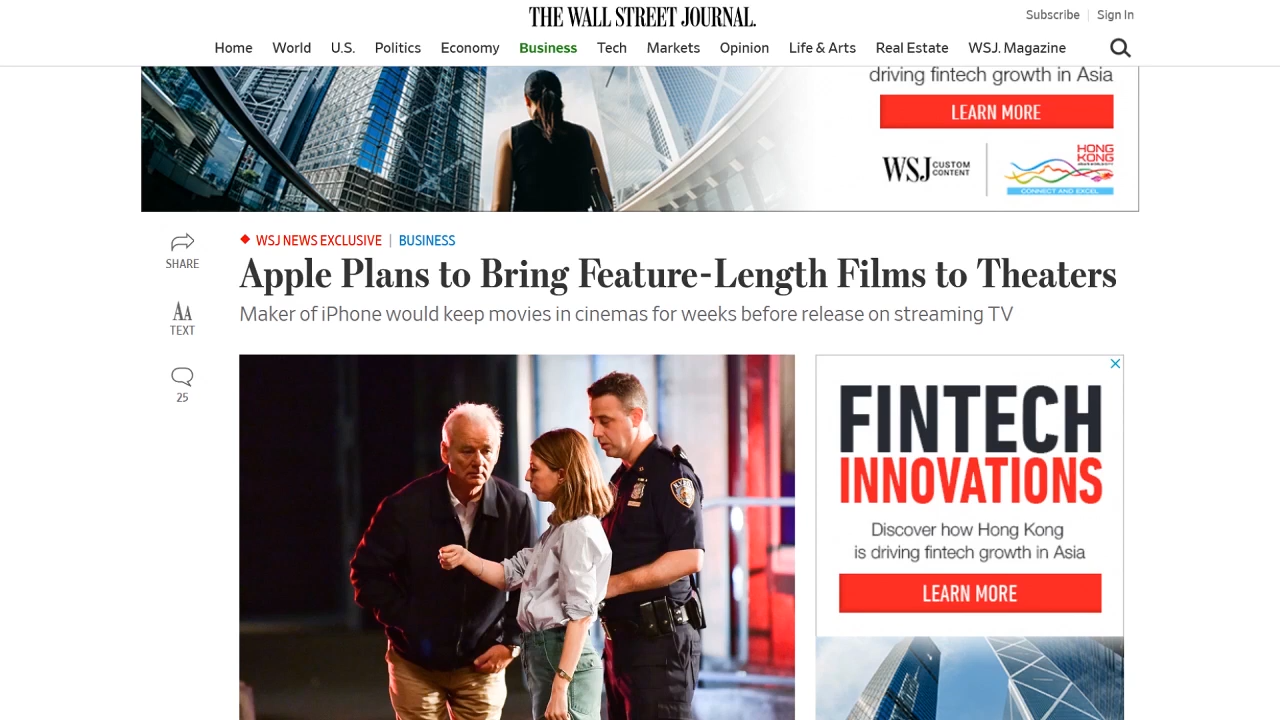 THE WALL STREET JOURNAL.
Subscribe | Sign In
Home World U.S. Politics Economy Business Tech Markets Opinion Life & Arts Real Estate WSJ. Magazine
driving fintech growth in Asia
LEARN MORE
WSJ CUSTOM CONTENT
HONG KONG
CONNECT AND EXCEL
SHARE
AA
TEXT
25
WSJ NEWS EXCLUSIVE | BUSINESS
Apple Plans to Bring Feature-Length Films to Theaters
Maker of iPhone would keep movies in cinemas for weeks before release on streaming TV
FINTECH
INNOVATIONS
Discover how Hong Kong
is driving fintech growth in Asia
LEARN MORE